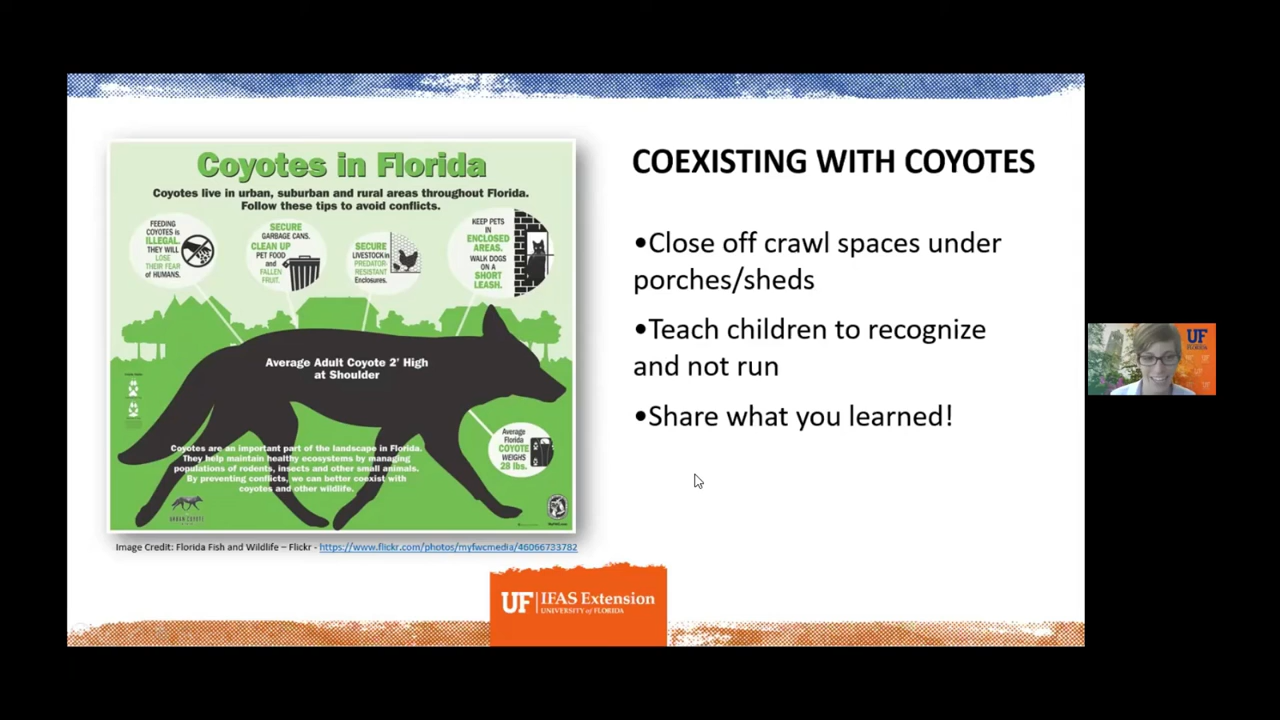 Coyotes in Florida
Coyotes live in urban, suburban and rural areas throughout Florida.
Follow these tips to avoid conflicts.
FEEDING
COYOTES is
ILLEGAL.
THEY WILL
LOSE
THEIR FEAR
of HUMANS.
SECURE
GARBAGE CANS.
CLEAN UP
PET FOOD
and
FALLEN
FRUIT.
SECURE
LIVESTOCK in
PREDATOR-
RESISTANT
Enclosures.
KEEP PETS
IN
ENCLOSED
AREAS.
WALK DOGS
ON A
SHORT
LEASH.
Average Adult Coyote 2' High
at Shoulder
Average
Florida
COYOTE
WEIGHS
28 lbs.
Coyotes are an important part of the landscape in Florida.
They help maintain healthy ecosystems by managing
populations of rodents, insects and other small animals.
By preventing conflicts, we can better coexist with
coyotes and other wildlife.
URBAN COYOTE
Image Credit: Florida Fish and Wildlife – Flickr - https://www.flickr.com/photos/myfwcmedia/46066733782
COEXISTING WITH COYOTES
•Close off crawl spaces under
porches/sheds
•Teach children to recognize
and not run
•Share what you learned!
UF IFAS Extension
UNIVERSITY of FLORIDA
UF